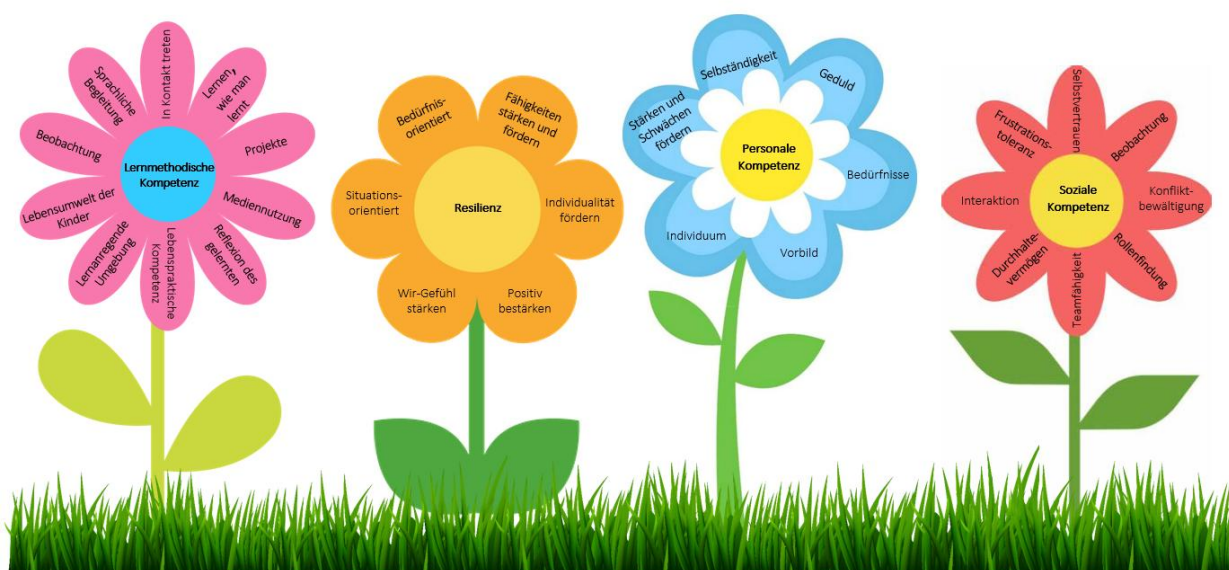 In Kontakt treten
Lernen,
wie man
lernt
Projekte
Mediennutzung
Reflexion des
gelernten
Lebenspraktische
Kompetenz
Lernanregende
Umgebung
Lebensumwelt der
Kinder
Beobachtung
Sprachliche
Begleitung
Lernmethodische
Kompetenz
Bedürfnis-
orientiert
Fähigkeiten
stärken und
fördern
Individualität
fördern
Positiv
bestärken
Wir-Gefühl
stärken
Situations-
orientiert
Resilienz
Selbständigkeit
Geduld
Bedürfnisse
Vorbild
Individuum
Stärken und
Schwächen
fördern
Personale
Kompetenz
Selbstvertrauen
Beobachtung
Konflikt-
bewältigung
Rollenfindung
Teamfähigkeit
Durchhalte-
vermögen
Interaktion
Frustrations-
toleranz
Soziale
Kompetenz